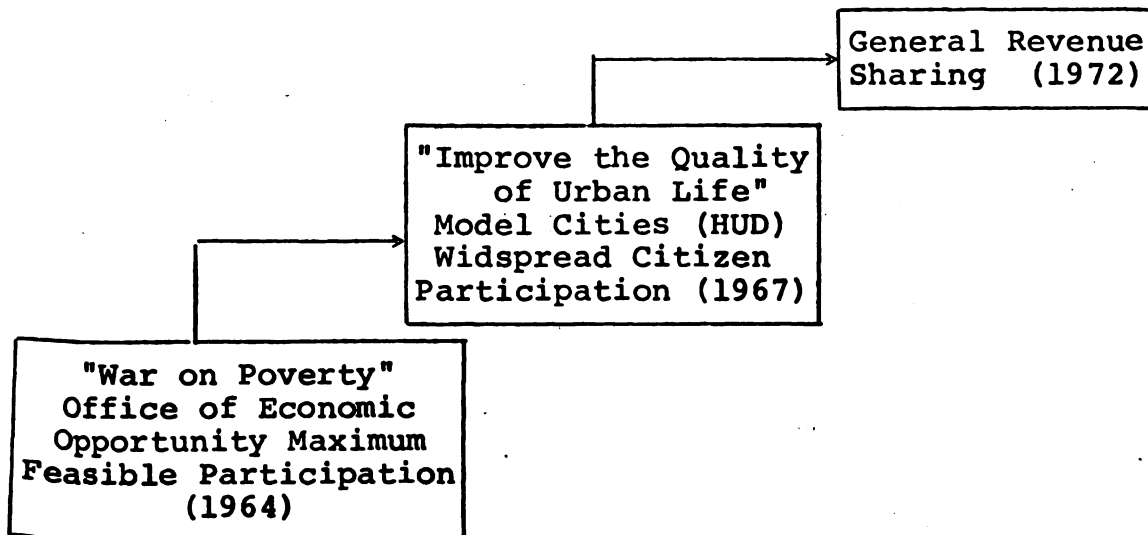 General Revenue
Sharing (1972)
"Improve the Quality
of Urban Life"
Model Cities (HUD)
Widspread Citizen
Participation (1967)
"War on Poverty"
Office of Economic
Opportunity Maximum
Feasible Participation
(1964)